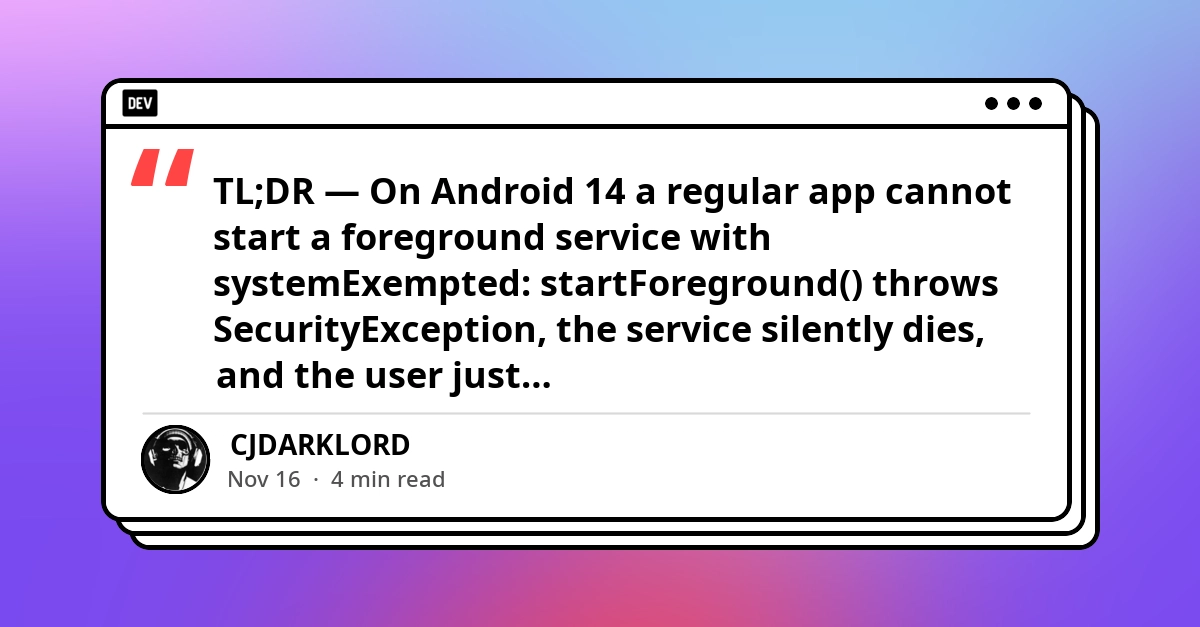 DEV
“
TL;DR — On Android 14 a regular app cannot
start a foreground service with
systemExempted: startForeground() throws
SecurityException, the service silently dies,
and the user just...
CJDARKLORD
Nov 16 · 4 min read